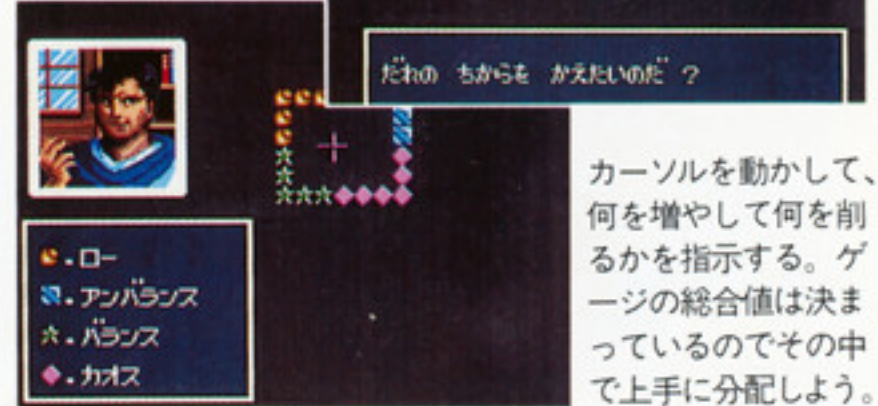 だれの ちからを かえたいのだ ?
・ロー
・アンバランス
・バランス
・カオス
カーソルを動かして、
何を増やして何を削
るかを指示する。ゲ
ージの総合値は決ま
っているのでその中
で上手に分配しよう。